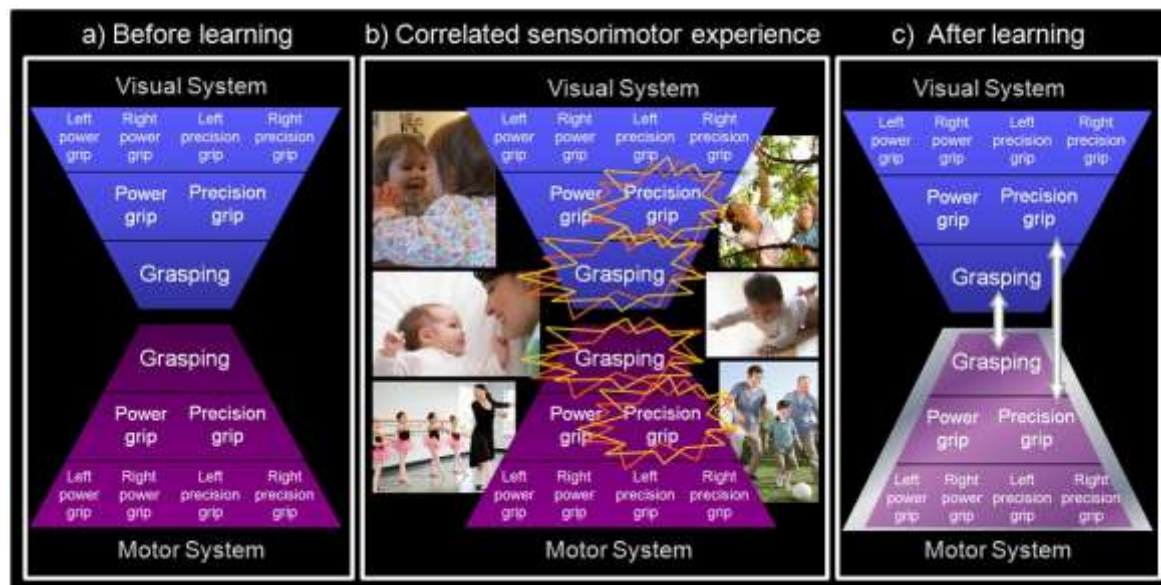 a) Before learning
b) Correlated sensorimotor experience
c) After learning
Visual System
Left Right Left Right
power power precision precision
grip grip grip grip
Power Precision
grip grip
Grasping
Grasping
Power Precision
grip grip
Left Right Left Right
power power precision precision
grip grip grip grip
Motor System
Visual System
Left Right Left Right
power power precision precision
grip grip grip grip
Power Precision
grip grip
Grasping
Grasping
Power Precision
grip grip
Left Right Left Right
power power precision precision
grip grip grip grip
Motor System
Visual System
Left Right Left Right
power power precision precision
grip grip grip grip
Power Precision
grip grip
Grasping
Grasping
Power Precision
grip grip
Left Right Left Right
power power precision precision
grip grip grip grip
Motor System